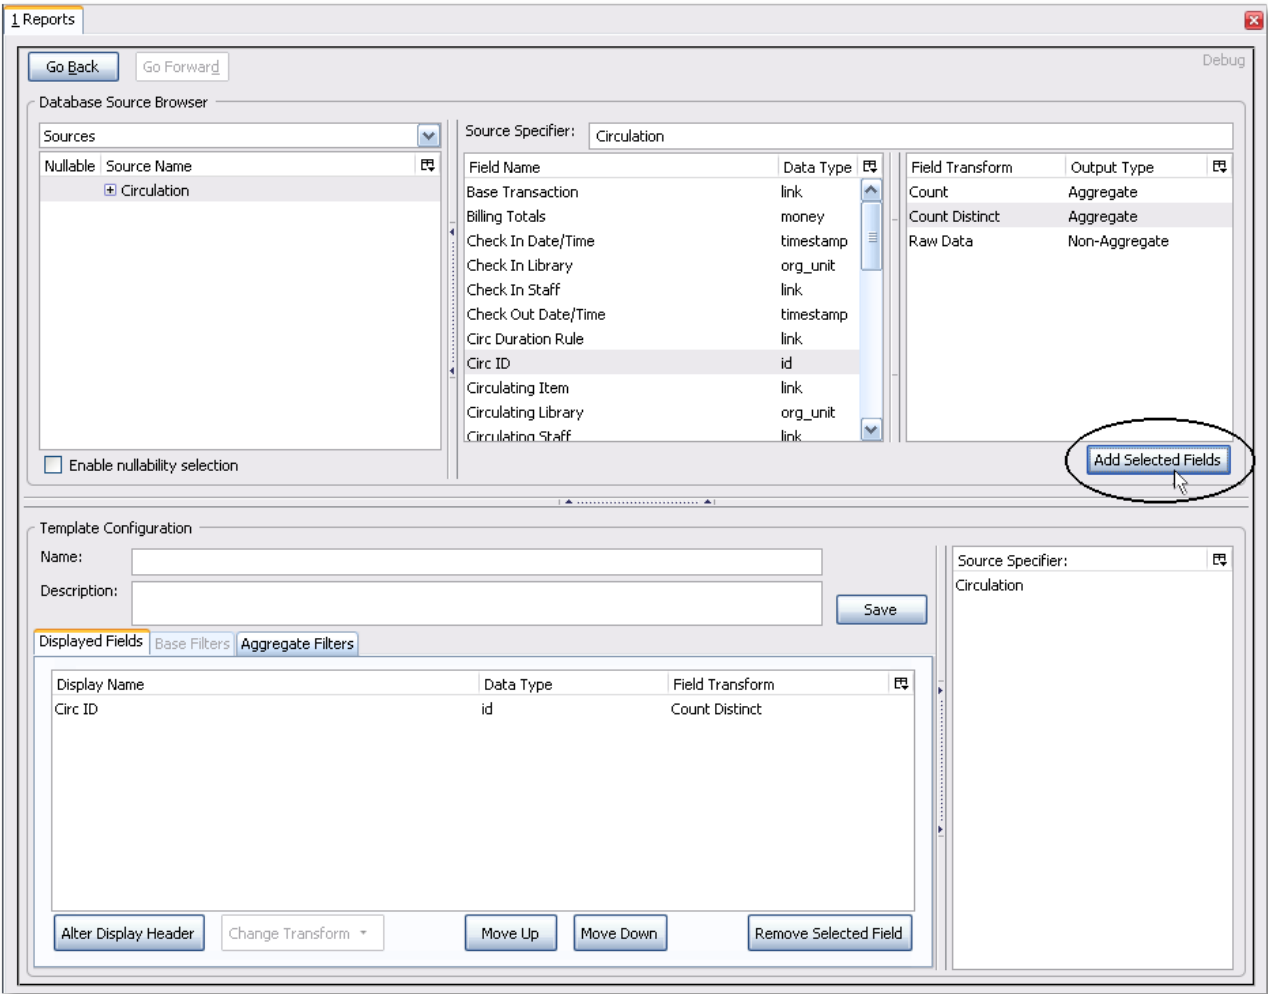 1 Reports
Go Back
Go Forward
Debug
Database Source Browser
Sources
Source Specifier:
Circulation
Nullable Source Name
Circulation
Field Name Data Type
Base Transaction link
Billing Totals money
Check In Date/Time timestamp
Check In Library org_unit
Check In Staff link
Check Out Date/Time timestamp
Circ Duration Rule link
Circ ID id
Circulating Item link
Circulating Library org_unit
Circulating Staff link
Field Transform Output Type
Count Aggregate
Count Distinct Aggregate
Raw Data Non-Aggregate
Enable nullability selection
Add Selected Fields
Template Configuration
Name:
Description:
Save
Source Specifier:
Circulation
Displayed Fields Base Filters Aggregate Filters
Display Name Data Type Field Transform
Circ ID id Count Distinct
Alter Display Header
Change Transform
Move Up
Move Down
Remove Selected Field